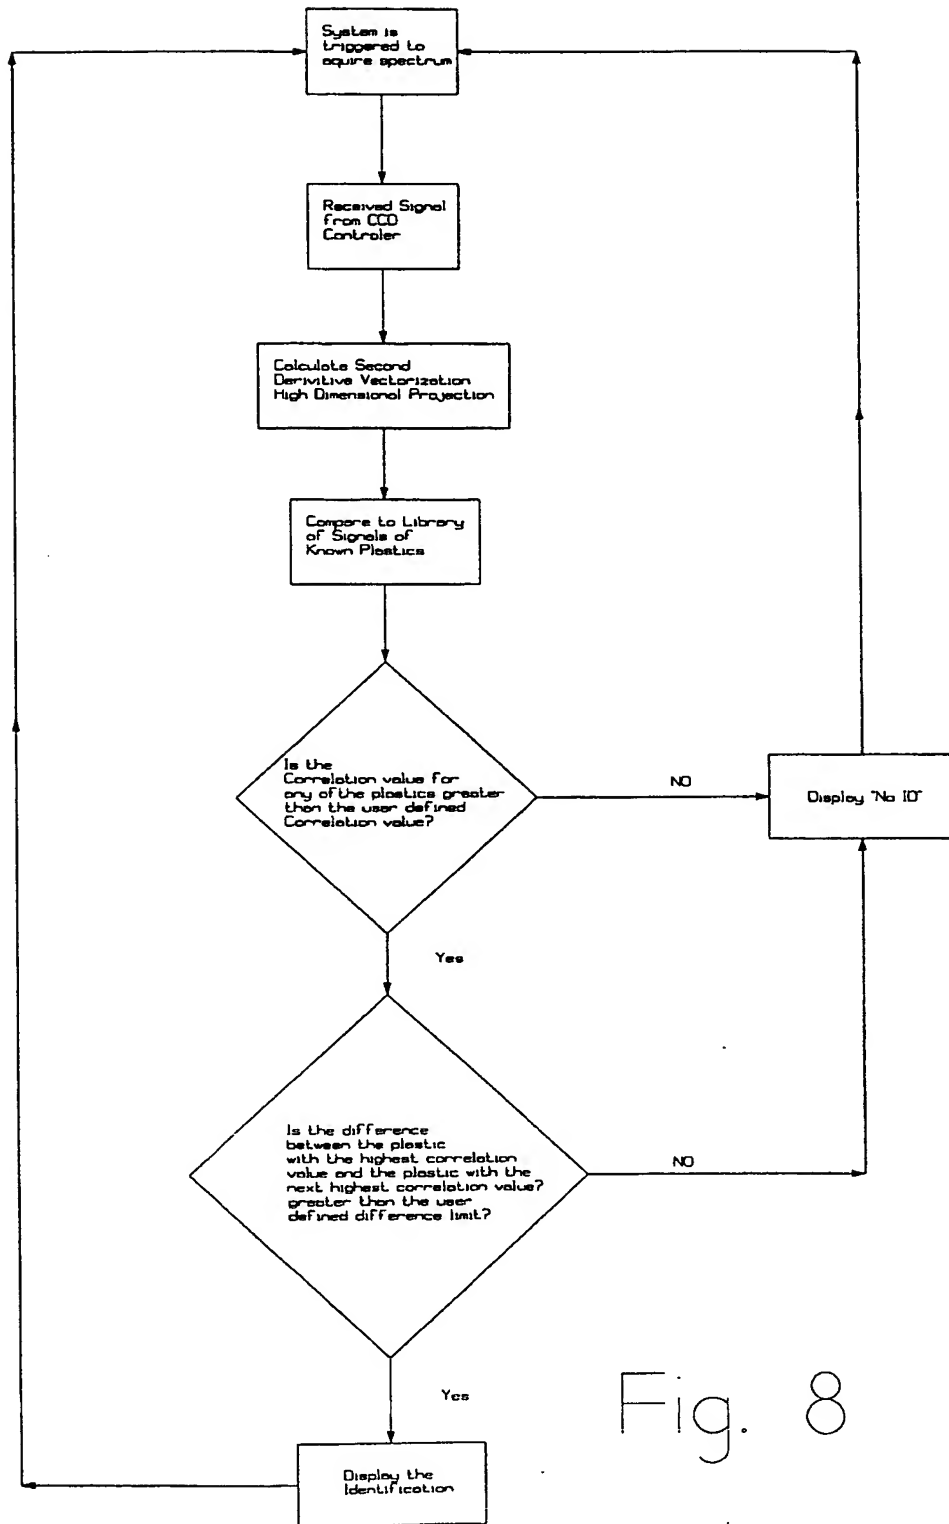 System is
triggered to
aquire spectrum
Received Signal
from CCD
Controler
Calculate Second
Derivitive Vectorization
High Dimensional Projection
Compare to Library
of Signals of
Known Plastics
Is the
Correlation value for
any of the plastics greater
than the user defined
Correlation value?
NO
Display "No ID"
Yes
Is the difference
between the plastic
with the highest correlation
value and the plastic with the
next highest correlation value?
greater than the user
defined difference limit?
NO
Yes
Display the
Identification
Fig. 8